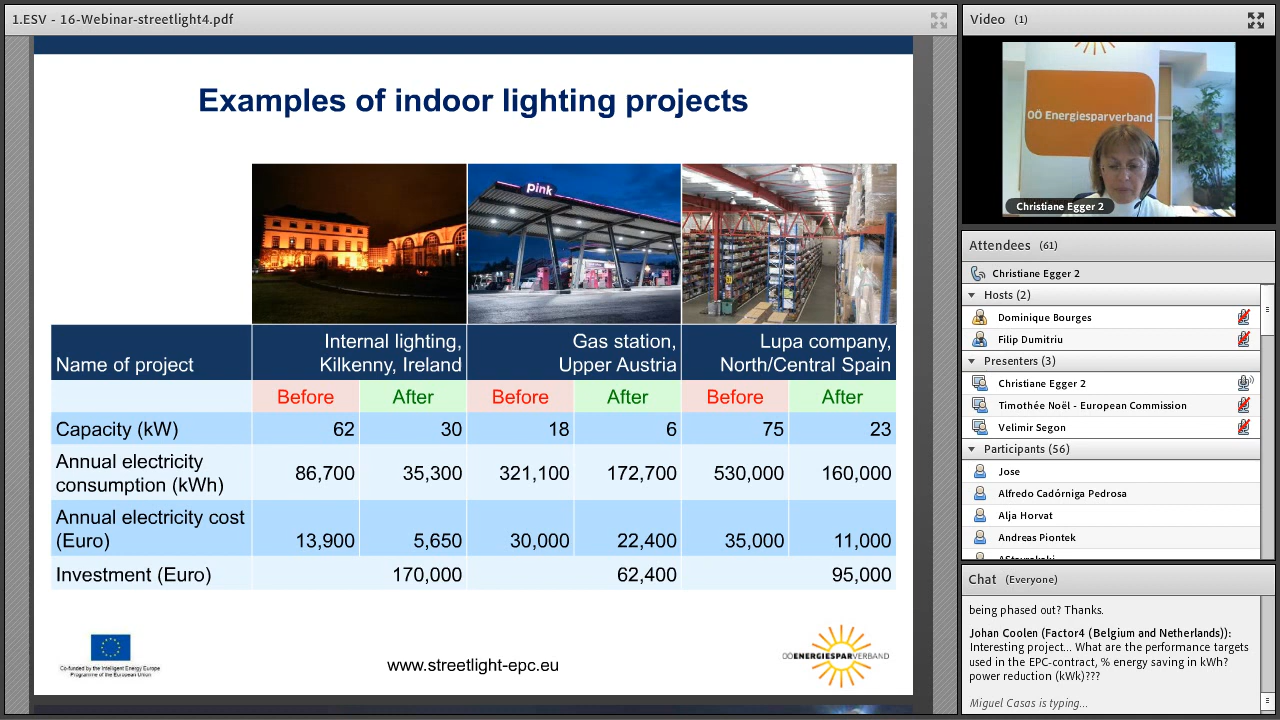 1.ESV - 16-Webinar-streetlight4.pdf
Examples of indoor lighting projects
pink
Name of project
Internal lighting,
Kilkenny, Ireland
Gas station,
Upper Austria
Lupa company,
North/Central Spain
Before After Before After Before After
Capacity (kW) 62 30 18 6 75 23
Annual electricity
consumption (kWh) 86,700 35,300 321,100 172,700 530,000 160,000
Annual electricity cost
(Euro) 13,900 5,650 30,000 22,400 35,000 11,000
Investment (Euro) 170,000 62,400 95,000
Co-funded by the Intelligent Energy Europe
Programme of the European Union
www.streetlight-epc.eu
OÖENERGIESPARVERBAND
Video (1)
OÖ Energiesparverband
Christiane Egger 2
Attendees (61)
Christiane Egger 2
Hosts (2)
Dominique Bourges
Filip Dumitriu
Presenters (3)
Christiane Egger 2
Timothée Noël - European Commission
Velimir Segon
Participants (56)
Jose
Alfredo Cadórniga Pedrosa
Alja Horvat
Andreas Piontek
Chat (Everyone)
being phased out? Thanks.
Johan Coolen (Factor4 (Belgium and Netherlands)):
Interesting project... What are the performance targets
used in the EPC-contract, % energy saving in kwh?
power reduction (kWk)???
Miguel Casas is typing...